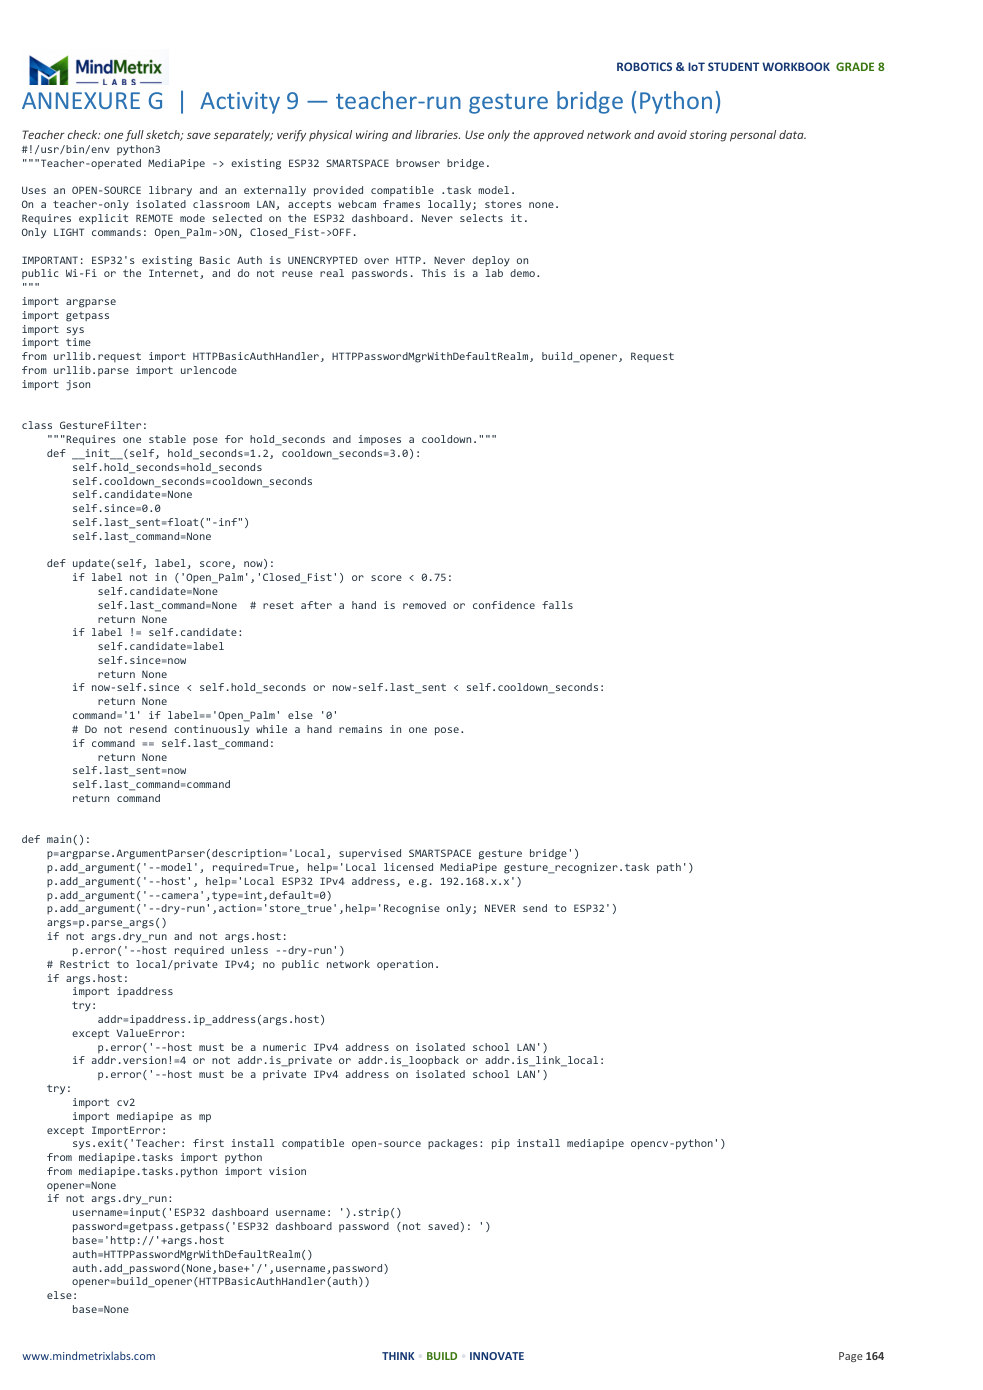 MindMetrix
LABS
ROBOTICS & IoT STUDENT WORKBOOK GRADE 8
ANNEXURE G | Activity 9 — teacher-run gesture bridge (Python)
Teacher check: one full sketch; save separately; verify physical wiring and libraries. Use only the approved network and avoid storing personal data.
#!/usr/bin/env python3
"""Teacher-operated MediaPipe -> existing ESP32 SMARTSPACE browser bridge.

Uses an OPEN-SOURCE library and an externally provided compatible .task model.
On a teacher-only isolated classroom LAN, accepts webcam frames locally; stores none.
Requires explicit REMOTE mode selected on the ESP32 dashboard. Never selects it.
Only LIGHT commands: Open_Palm->ON, Closed_Fist->OFF.

IMPORTANT: ESP32's existing Basic Auth is UNENCRYPTED over HTTP. Never deploy on
public Wi-Fi or the Internet, and do not reuse real passwords. This is a lab demo.
"""
import argparse
import getpass
import sys
import time
from urllib.request import HTTPBasicAuthHandler, HTTPPasswordMgrWithDefaultRealm, build_opener, Request
from urllib.parse import urlencode
import json


class GestureFilter:
    """Requires one stable pose for hold_seconds and imposes a cooldown."""
    def __init__(self, hold_seconds=1.2, cooldown_seconds=3.0):
        self.hold_seconds=hold_seconds
        self.cooldown_seconds=cooldown_seconds
        self.candidate=None
        self.since=0.0
        self.last_sent=float("-inf")
        self.last_command=None

    def update(self, label, score, now):
        if label not in ('Open_Palm','Closed_Fist') or score < 0.75:
            self.candidate=None
            self.last_command=None  # reset after a hand is removed or confidence falls
            return None
        if label != self.candidate:
            self.candidate=label
            self.since=now
            return None
        if now-self.since < self.hold_seconds or now-self.last_sent < self.cooldown_seconds:
            return None
        command='1' if label=='Open_Palm' else '0'
        # Do not resend continuously while a hand remains in one pose.
        if command == self.last_command:
            return None
        self.last_sent=now
        self.last_command=command
        return command


def main():
    p=argparse.ArgumentParser(description='Local, supervised SMARTSPACE gesture bridge')
    p.add_argument('--model', required=True, help='Local licensed MediaPipe gesture_recognizer.task path')
    p.add_argument('--host', help='Local ESP32 IPv4 address, e.g. 192.168.x.x')
    p.add_argument('--camera',type=int,default=0)
    p.add_argument('--dry-run',action='store_true',help='Recognise only; NEVER send to ESP32')
    args=p.parse_args()
    if not args.dry_run and not args.host:
        p.error('--host required unless --dry-run')
    # Restrict to local/private IPv4; no public network operation.
    if args.host:
        import ipaddress
        try:
            addr=ipaddress.ip_address(args.host)
        except ValueError:
            p.error('--host must be a numeric IPv4 address on isolated school LAN')
        if addr.version!=4 or not addr.is_private or addr.is_loopback or addr.is_link_local:
            p.error('--host must be a private IPv4 address on isolated school LAN')
    try:
        import cv2
        import mediapipe as mp
    except ImportError:
        sys.exit('Teacher: first install compatible open-source packages: pip install mediapipe opencv-python')
    from mediapipe.tasks import python
    from mediapipe.tasks.python import vision
    opener=None
    if not args.dry_run:
        username=input('ESP32 dashboard username: ').strip()
        password=getpass.getpass('ESP32 dashboard password (not saved): ')
        base='http://'+args.host
        auth=HTTPPasswordMgrWithDefaultRealm()
        auth.add_password(None,base+'/',username,password)
        opener=build_opener(HTTPBasicAuthHandler(auth))
    else:
        base=None
www.mindmetrixlabs.com
THINK • BUILD • INNOVATE
Page 164